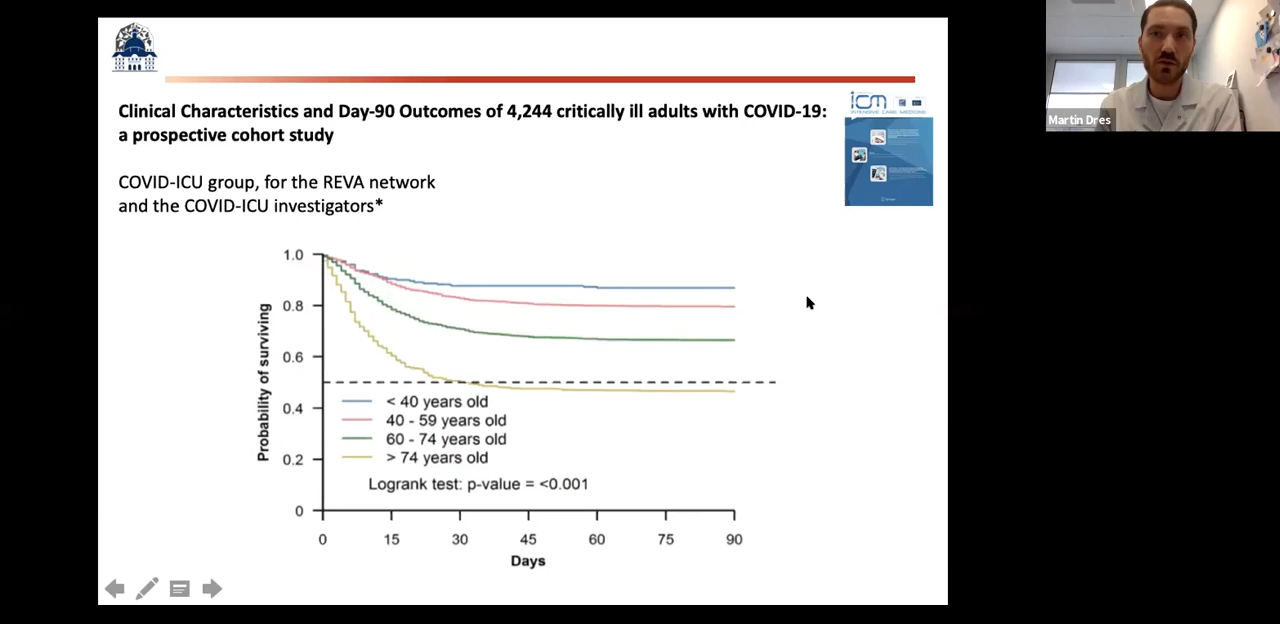 Clinical Characteristics and Day-90 Outcomes of 4,244 critically ill adults with COVID-19:
a prospective cohort study
COVID-ICU group, for the REVA network
and the COVID-ICU investigators*
icm
INTENSIVE CARE MEDICINE
Martin Dres
Probability of surviving
1.0
0.8
0.6
0.4
0.2
0
< 40 years old
40 - 59 years old
60 - 74 years old
> 74 years old
Logrank test: p-value = <0.001
0 15 30 45 60 75 90
Days